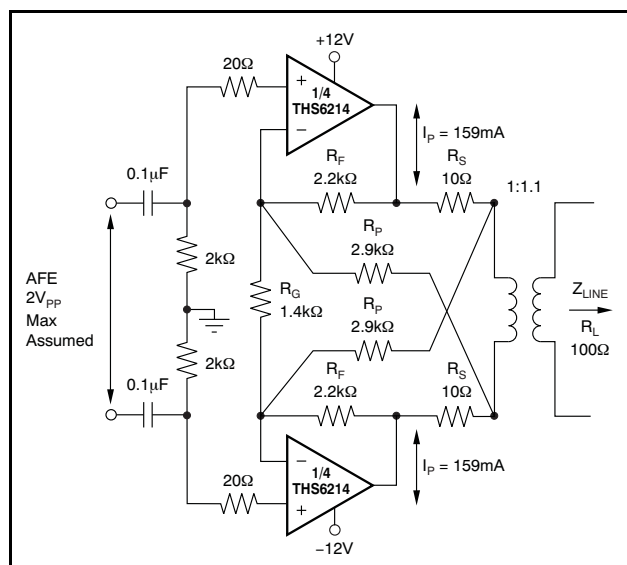 +12V
20Ω
1/4
THS6214
+
−
I_P = 159mA
0.1μF
R_F
2.2kΩ
R_S
10Ω
1:1.1
R_P
2.9kΩ
2kΩ
AFE
2V_PP
Max
Assumed
R_G
1.4kΩ
R_P
2.9kΩ
Z_LINE
R_L
100Ω
2kΩ
R_F
2.2kΩ
R_S
10Ω
0.1μF
−
+
1/4
THS6214
I_P = 159mA
20Ω
−12V